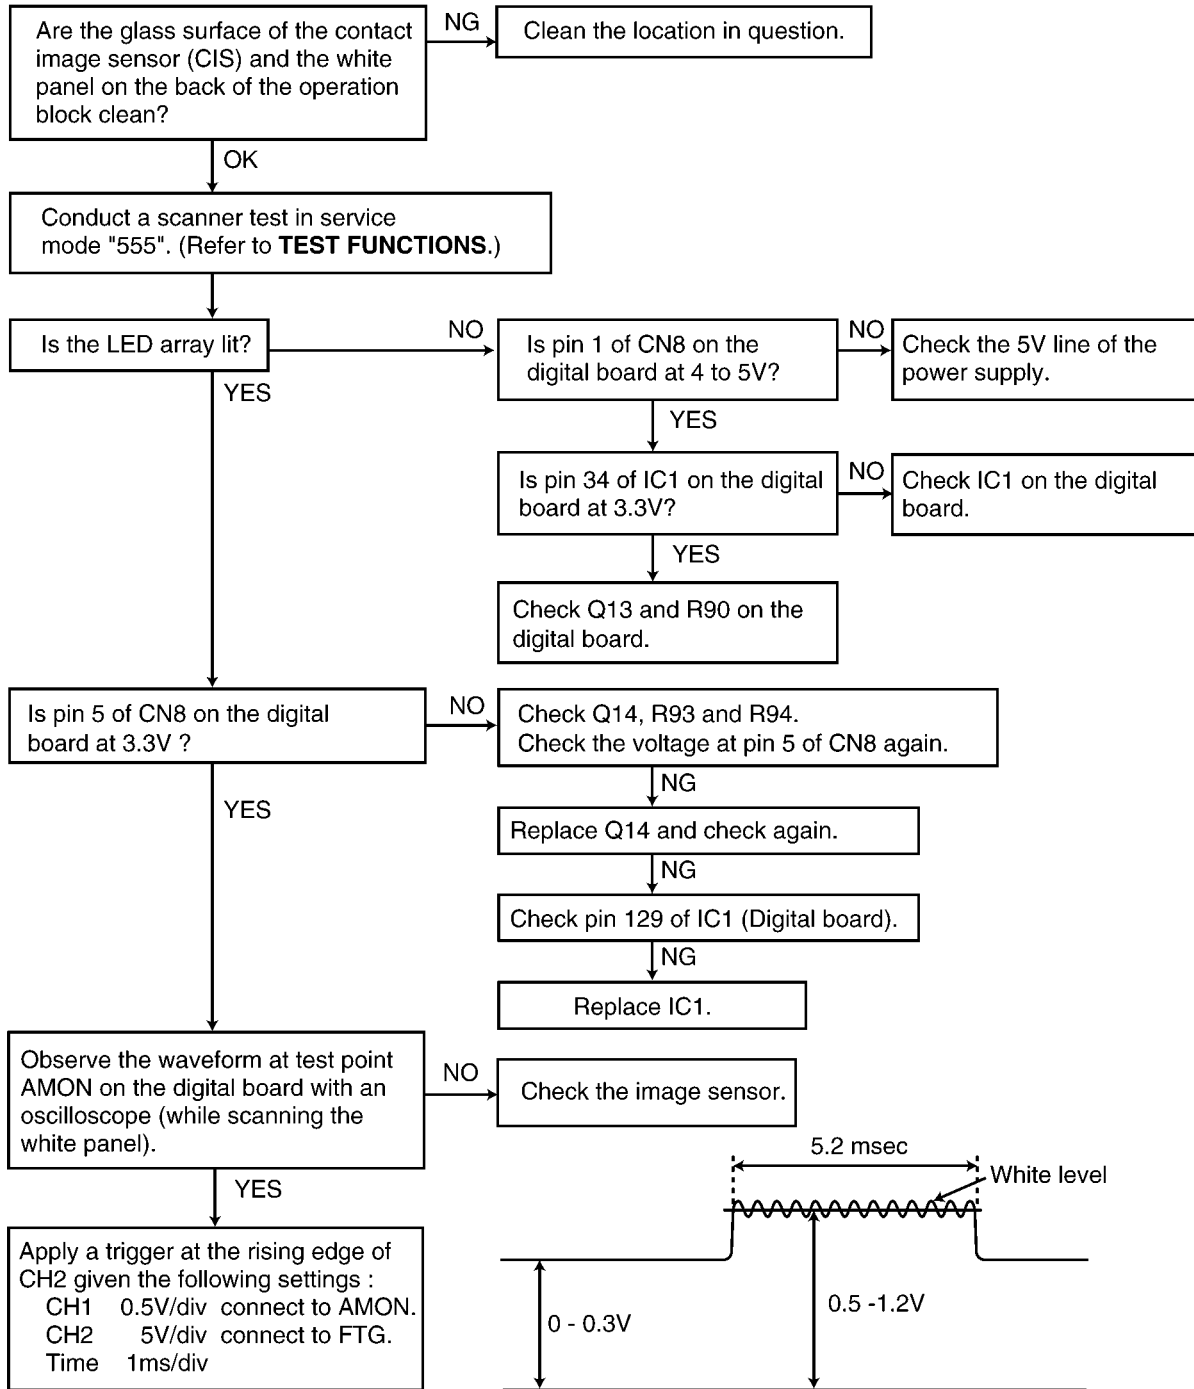 Are the glass surface of the contact
image sensor (CIS) and the white
panel on the back of the operation
block clean?
NG
Clean the location in question.
OK
Conduct a scanner test in service
mode "555". (Refer to TEST FUNCTIONS.)
Is the LED array lit?
NO
Is pin 1 of CN8 on the
digital board at 4 to 5V?
NO
Check the 5V line of the
power supply.
YES
YES
Is pin 34 of IC1 on the digital
board at 3.3V?
NO
Check IC1 on the digital
board.
YES
Check Q13 and R90 on the
digital board.
Is pin 5 of CN8 on the digital
board at 3.3V ?
NO
Check Q14, R93 and R94.
Check the voltage at pin 5 of CN8 again.
NG
YES
Replace Q14 and check again.
NG
Check pin 129 of IC1 (Digital board).
NG
Replace IC1.
Observe the waveform at test point
AMON on the digital board with an
oscilloscope (while scanning the
white panel).
NO
Check the image sensor.
YES
5.2 msec
White level
0 - 0.3V
0.5 -1.2V
Apply a trigger at the rising edge of
CH2 given the following settings :
CH1 0.5V/div connect to AMON.
CH2 5V/div connect to FTG.
Time 1ms/div